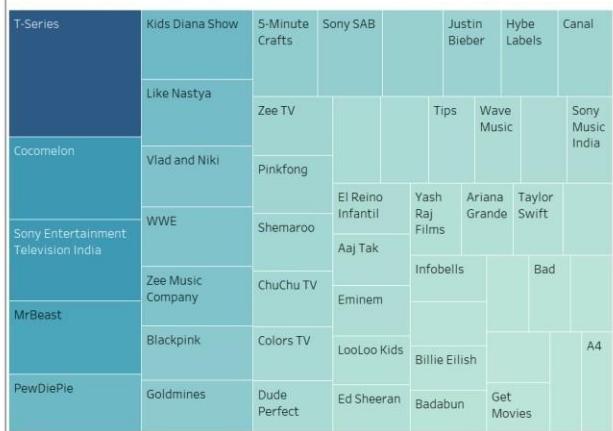 T-Series
Cocomelon
Sony Entertainment
Television India
MrBeast
PewDiePie
Kids Diana Show
Like Nastya
Vlad and Niki
WWE
Zee Music
Company
Blackpink
Goldmines
5-Minute
Crafts
Sony SAB
Justin
Bieber
Hybe
Labels
Canal
Zee TV
Tips
Wave
Music
Sony
Music
India
Pinkfong
Shemaroo
ChuChu TV
Colors TV
Dude
Perfect
El Reino
Infantil
Aaj Tak
Eminem
LooLoo Kids
Ed Sheeran
Yash
Raj
Films
Ariana
Grande
Taylor
Swift
Infobells
Bad
Billie Eilish
Badabun
Get
Movies
A4